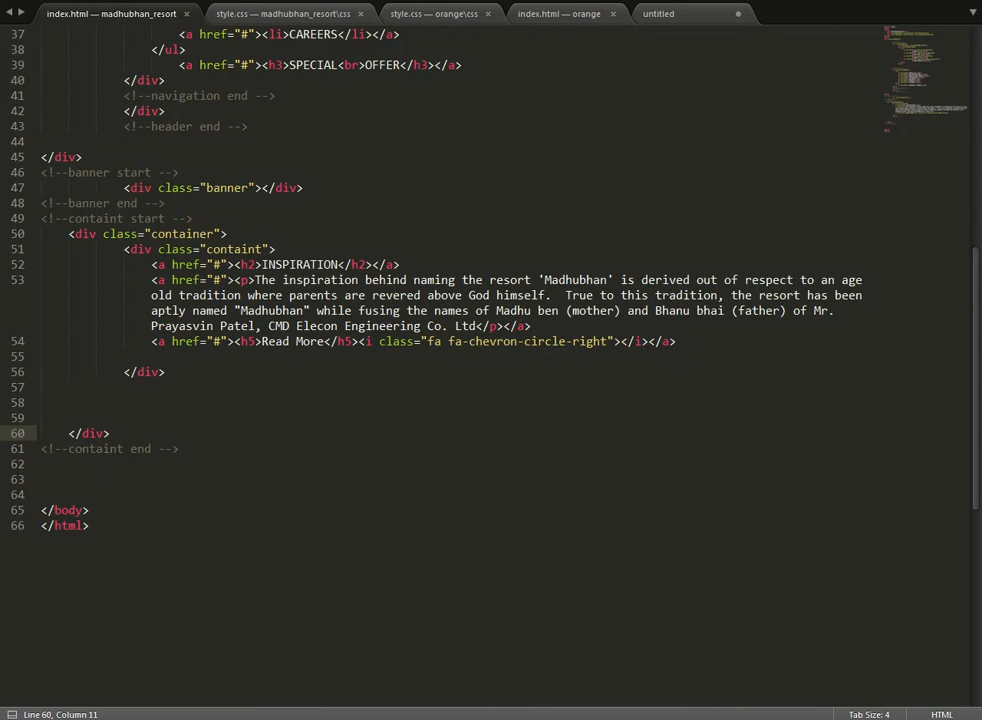 index.html — madhubhan_resort × style.css — madhubhan_resort\css × style.css — orange\css × index.html — orange × untitled
37 <a href="#"><li>CAREERS</li></a>
38 </ul>
39 <a href="#"><h3>SPECIAL<br>OFFER</h3></a>
40 </div>
41 <!--navigation end -->
42 </div>
43 <!--header end -->
44
45 </div>
46 <!--banner start -->
47 <div class="banner"></div>
48 <!--banner end -->
49 <!--containt start -->
50 <div class="container">
51 <div class="containt">
52 <a href="#"><h2>INSPIRATION</h2></a>
53 <a href="#"><p>The inspiration behind naming the resort 'Madhubhan' is derived out of respect to an age
old tradition where parents are revered above God himself.  True to this tradition, the resort has been
aptly named "Madhubhan" while fusing the names of Madhu ben (mother) and Bhanu bhai (father) of Mr.
Prayasvin Patel, CMD Elecon Engineering Co. Ltd</p></a>
54 <a href="#"><h5>Read More</h5><i class="fa fa-chevron-circle-right"></i></a>
55
56 </div>
57
58
59
60 </div>
61 <!--containt end -->
62
63
64
65 </body>
66 </html>
Line 60, Column 11 Tab Size: 4 HTML